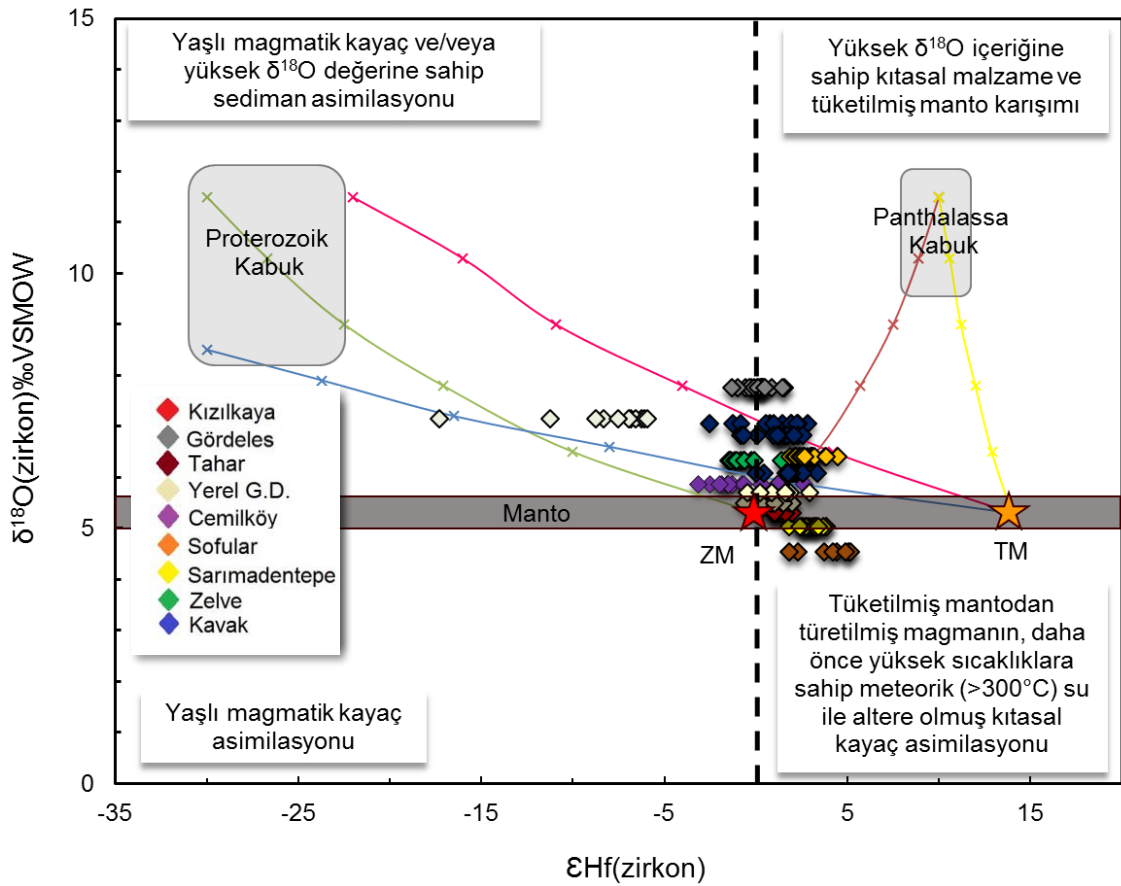 15
10
5
0
δ¹⁸O(zirkon)‰VSMOW
Yaşlı magmatik kayaç ve/veya
yüksek δ¹⁸O değerine sahip
sediman asimilasyonu
Yüksek δ¹⁸O içeriğine
sahip kıtasal malzame ve
tüketilmiş manto karışımı
Proterozoik
Kabuk
Panthalassa
Kabuk
Kızılkaya
Gördeles
Tahar
Yerel G.D.
Cemilköy
Sofular
Sarımadentepe
Zelve
Kavak
Manto
ZM
TM
Yaşlı magmatik kayaç
asimilasyonu
Tüketilmiş mantodan
türetilmiş magmanın, daha
önce yüksek sıcaklıklara
sahip meteorik (>300°C) su
ile altere olmuş kıtasal
kayaç asimilasyonu
-35
-25
-15
-5
5
15
ƐHf(zirkon)